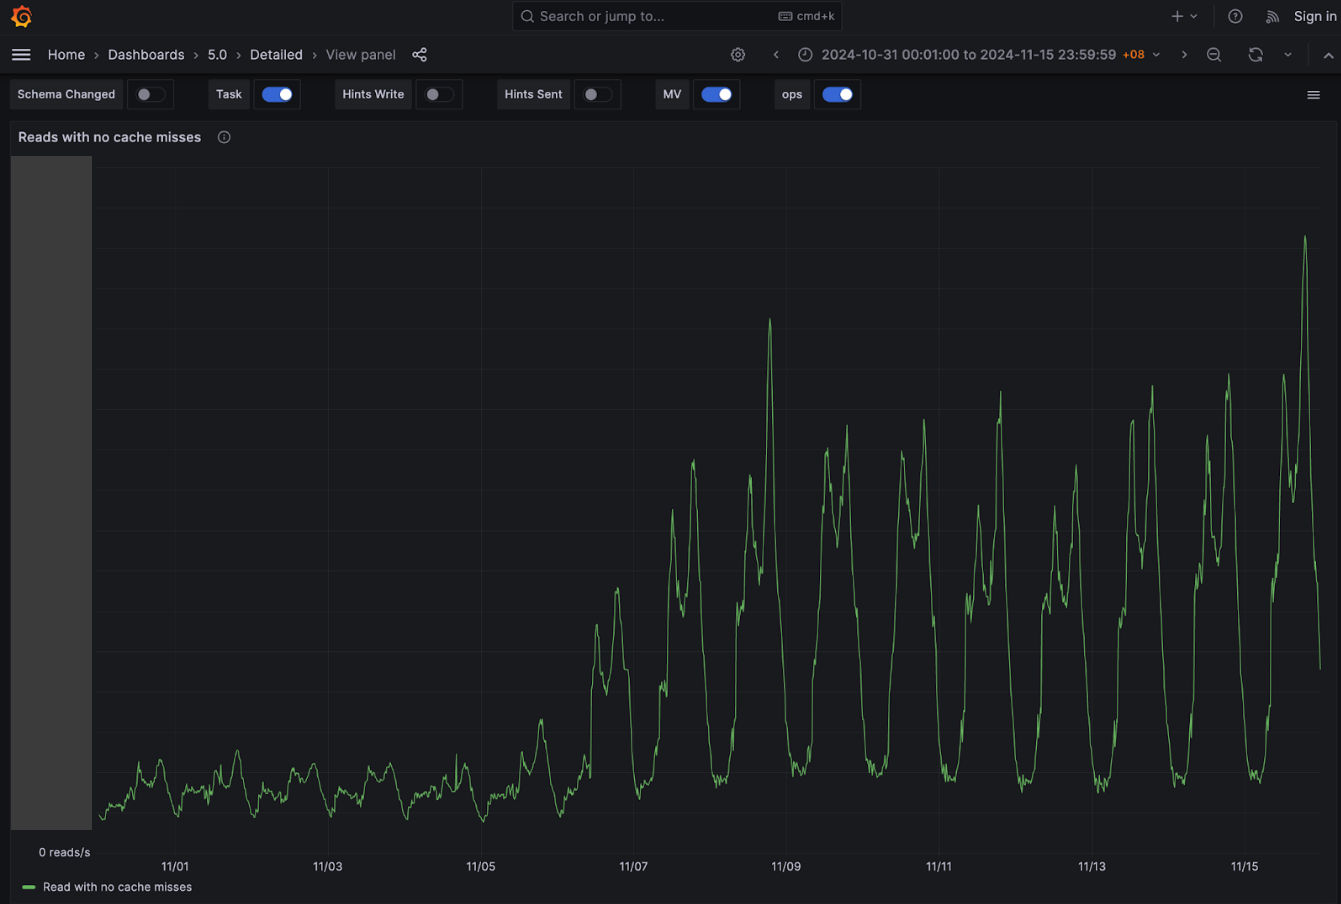 Search or jump to... cmd+k Sign in
Home › Dashboards › 5.0 › Detailed › View panel 2024-10-31 00:01:00 to 2024-11-15 23:59:59 +08
Schema Changed Task Hints Write Hints Sent MV ops
Reads with no cache misses
0 reads/s
11/01 11/03 11/05 11/07 11/09 11/11 11/13 11/15
Read with no cache misses